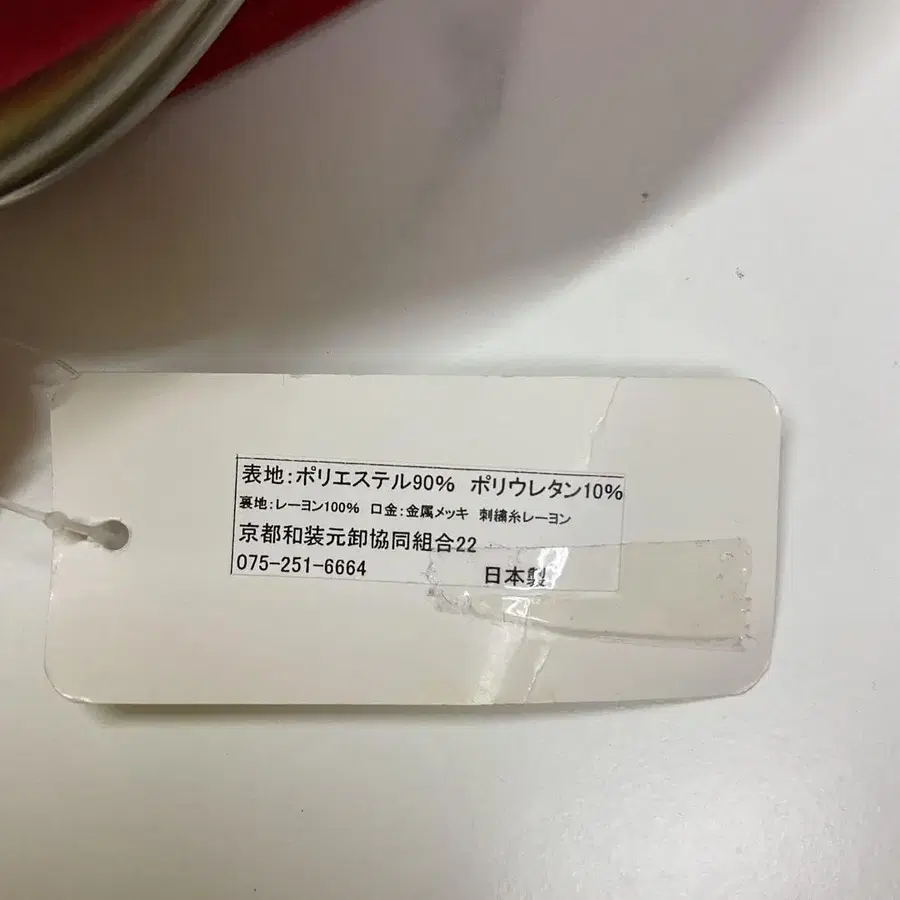 表地:ポリエステル90% ポリウレタン10%
裏地:レーヨン100% 口金:金属メッキ 刺繍糸レーヨン
京都和装元卸協同組合22
075-251-6664 日本製